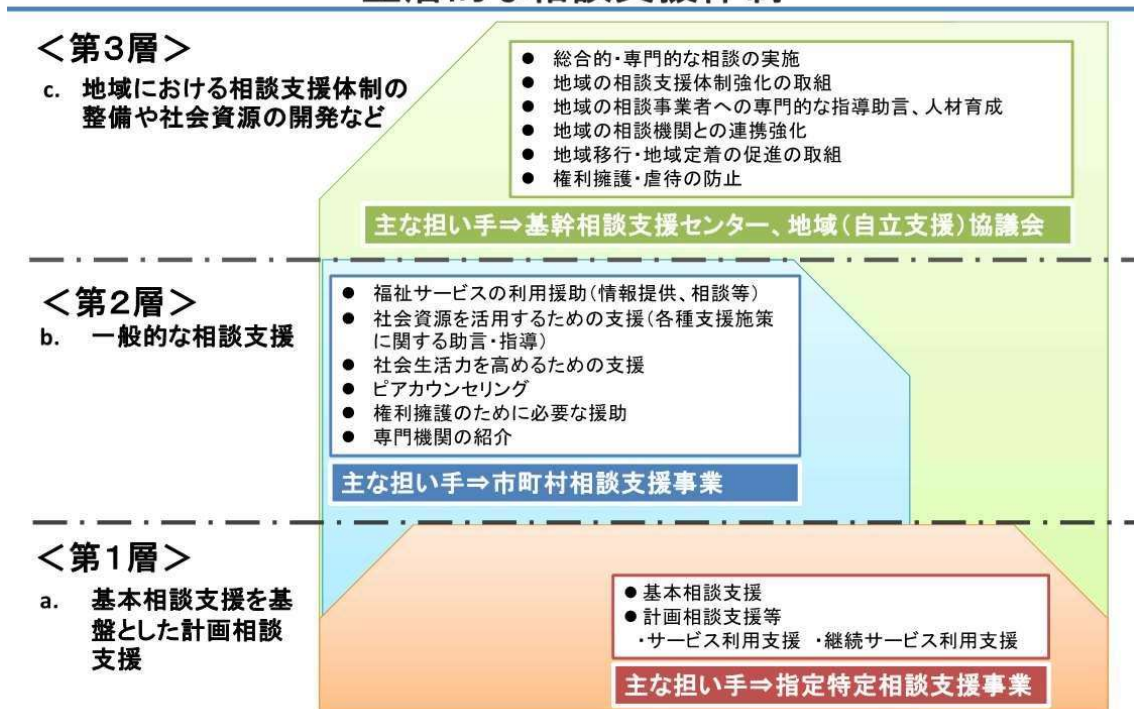 ＜第３層＞
c. 地域における相談支援体制の
整備や社会資源の開発など
● 総合的・専門的な相談の実施
● 地域の相談支援体制強化の取組
● 地域の相談事業者への専門的な指導助言、人材育成
● 地域の相談機関との連携強化
● 地域移行・地域定着の促進の取組
● 権利擁護・虐待の防止
主な担い手⇒基幹相談支援センター、地域（自立支援）協議会
＜第２層＞
b. 一般的な相談支援
● 福祉サービスの利用援助（情報提供、相談等）
● 社会資源を活用するための支援（各種支援施策
に関する助言・指導）
● 社会生活力を高めるための支援
● ピアカウンセリング
● 権利擁護のために必要な援助
● 専門機関の紹介
主な担い手⇒市町村相談支援事業
＜第１層＞
a. 基本相談支援を基
盤とした計画相談
支援
● 基本相談支援
● 計画相談支援等
・サービス利用支援 ・継続サービス利用支援
主な担い手⇒指定特定相談支援事業